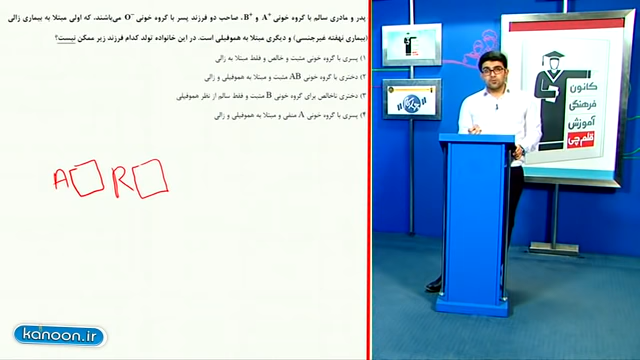 پدر و مادری سالم با گروه خونی A⁺ و B⁺، صاحب دو فرزند پسر با گروه خونی O⁻ می‌باشند، که اولی مبتلا به بیماری زالی
(بیماری نهفته غیرجنسی) و دیگری مبتلا به هموفیلی است. در این خانواده تولد کدام فرزند زیر ممکن نیست؟
۱) پسری با گروه خونی مثبت و خالص و فقط مبتلا به زالی
۲) دختری با گروه خونی AB مثبت و مبتلا به هموفیلی و زالی
۳) دختری ناخالص برای گروه خونی B مثبت و فقط سالم از نظر هموفیلی
۴) پسری با گروه خونی A منفی و مبتلا به هموفیلی و زالی
A R
کانون
فرهنگی
آموزش
قلم‌چی
kanoon.ir